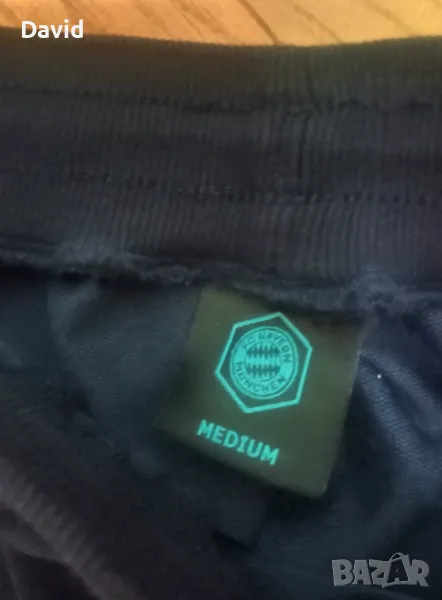 David
FC BAYERN
MÜNCHEN
MEDIUM
BAZAR